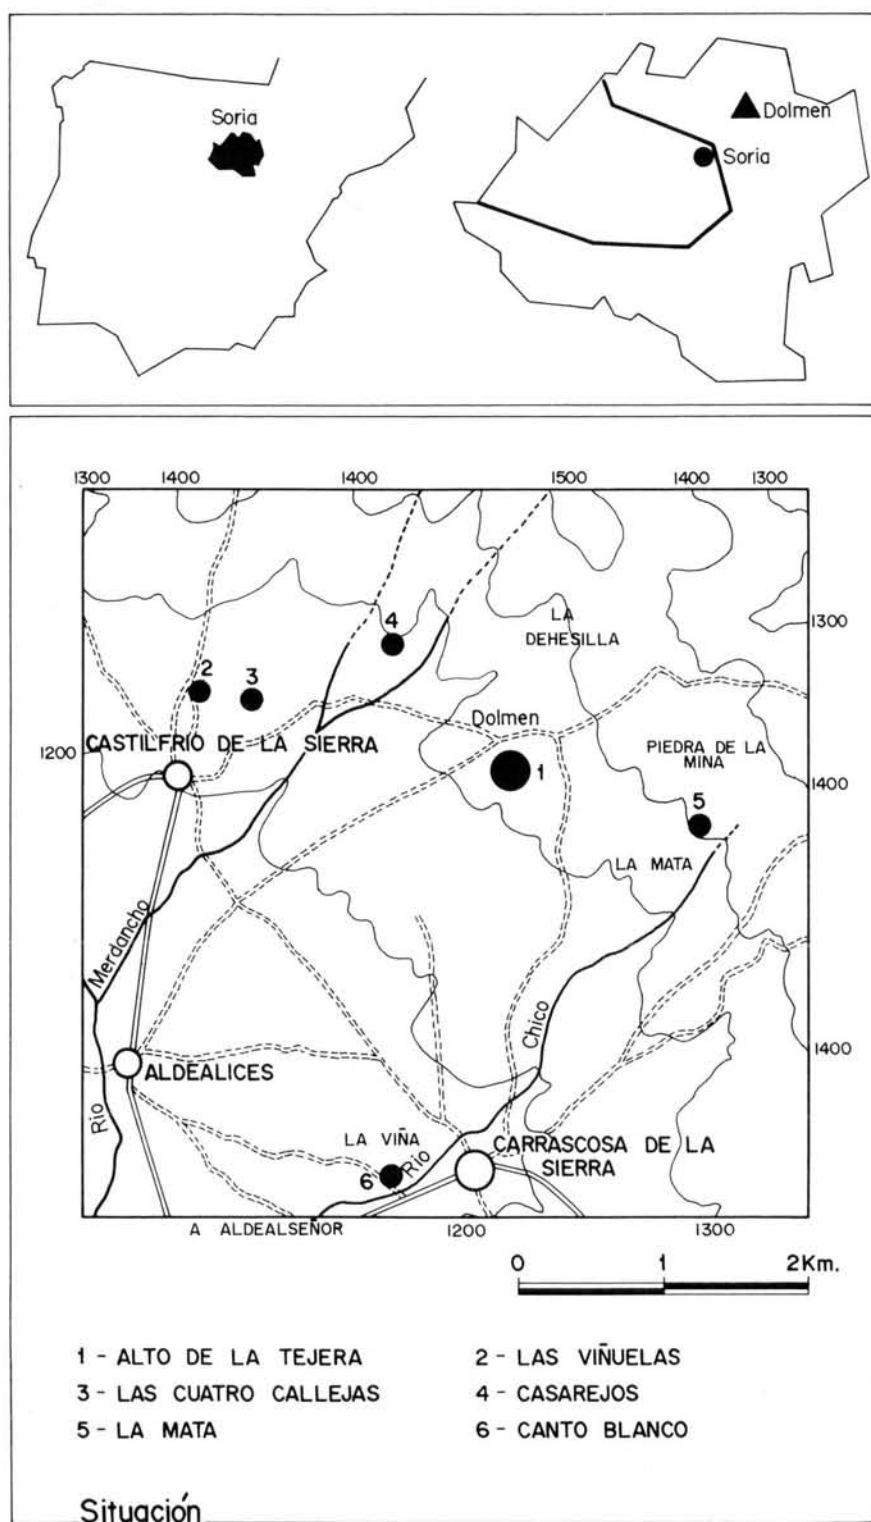 Soria
Dolmen
Soria
1300 1400 1400 1500 1400 1300
4
LA
DEHESILLA
1300
2
3
Dolmen
CASTILFRIO DE LA SIERRA
PIEDRA DE LA
MINA
1200
1
1400
5
LA MATA
Merdancho
Chico
1400
ALDEALICES
Rio
LA VIÑA
Rio
CARRASCOSA DE LA
SIERRA
6
A ALDEALSEÑOR
1200
1300
0 1 2Km.
1 - ALTO DE LA TEJERA
2 - LAS VIÑUELAS
3 - LAS CUATRO CALLEJAS
4 - CASAREJOS
5 - LA MATA
6 - CANTO BLANCO
Situación